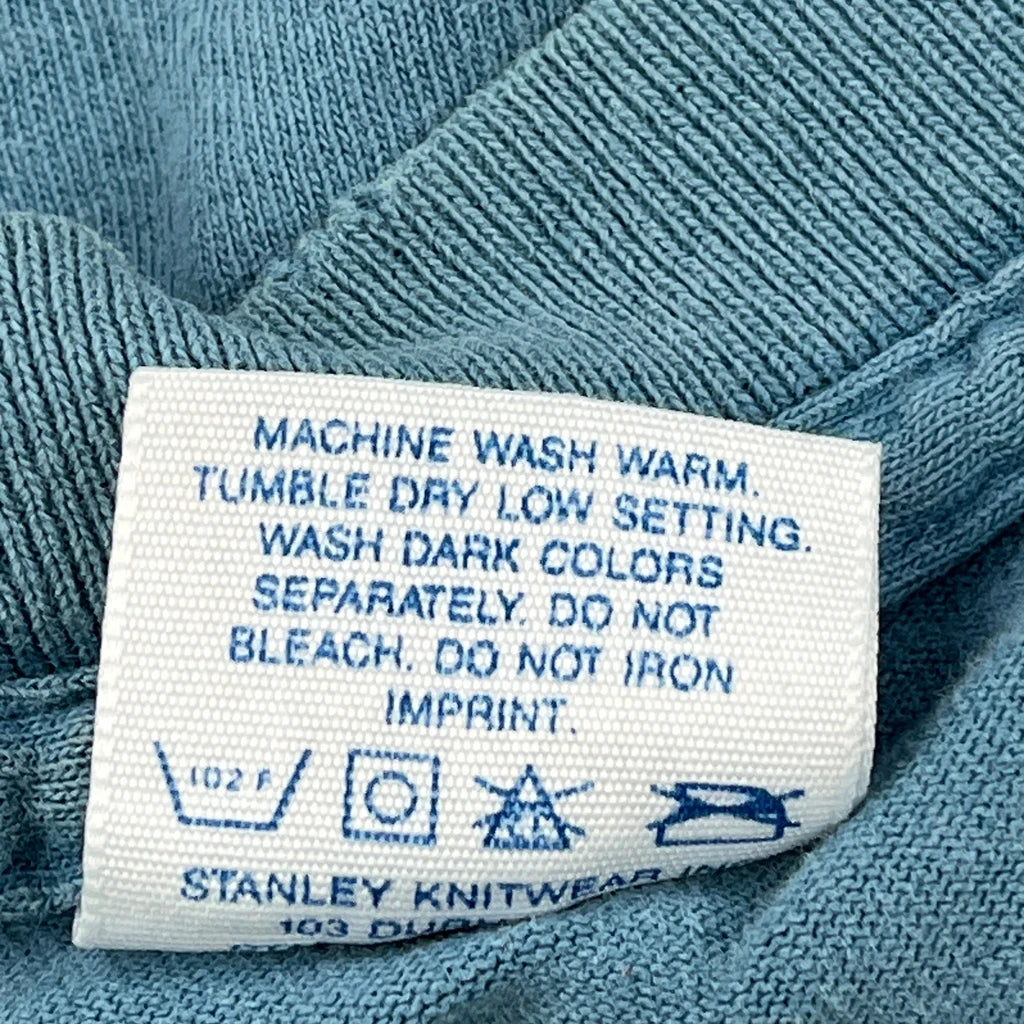 MACHINE WASH WARM.
TUMBLE DRY LOW SETTING.
WASH DARK COLORS
SEPARATELY. DO NOT
BLEACH. DO NOT IRON
IMPRINT.
102 F
STANLEY KNITWEAR
103